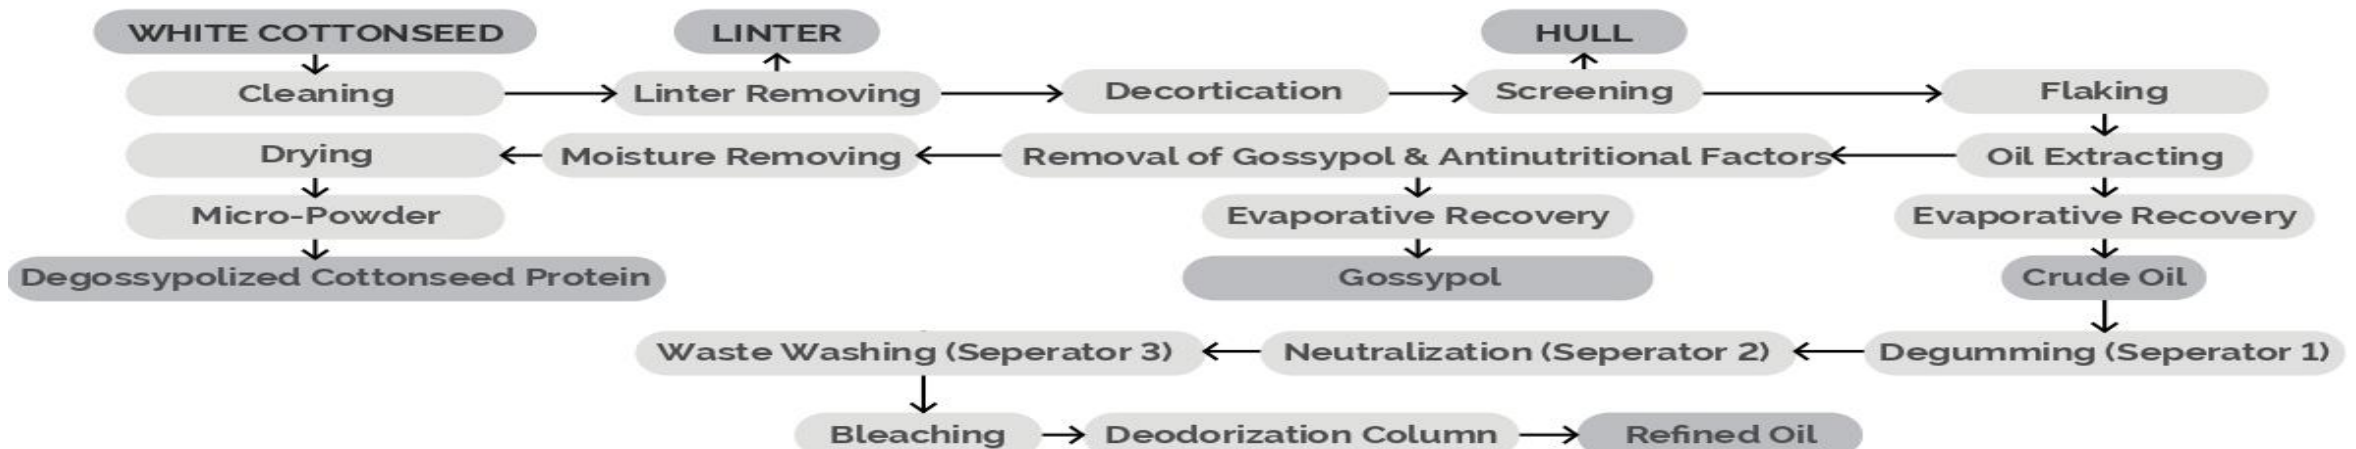 WHITE COTTONSEED
LINTER
HULL
Cleaning
Linter Removing
Decortication
Screening
Flaking
Drying
Moisture Removing
Removal of Gossypol & Antinutritional Factors
Oil Extracting
Micro-Powder
Evaporative Recovery
Evaporative Recovery
Degossypolized Cottonseed Protein
Gossypol
Crude Oil
Waste Washing (Seperator 3)
Neutralization (Seperator 2)
Degumming (Seperator 1)
Bleaching
Deodorization Column
Refined Oil